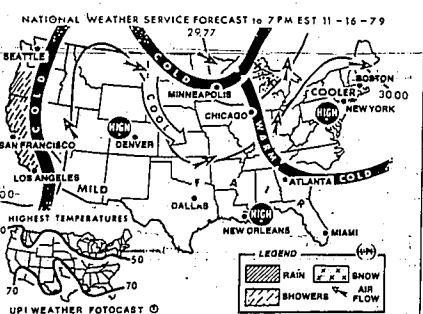 NATIONAL WEATHER SERVICE FORECAST to 7 PM EST 11-16-79
29.77
SEATTLE
COLD
COLD
MINNEAPOLIS
BOSTON
COOLER
30.00
NEW YORK
COOL
CHICAGO
HIGH
HIGH
DENVER
WARM
SAN FRANCISCO
LOS ANGELES
MILD
F A I R
ATLANTA
COLD
DALLAS
HIGH
NEW ORLEANS
MIAMI
HIGHEST TEMPERATURES
50
70
70
UPI WEATHER FOTOCAST
LEGEND
UPI
RAIN
SNOW
SHOWERS
AIR FLOW